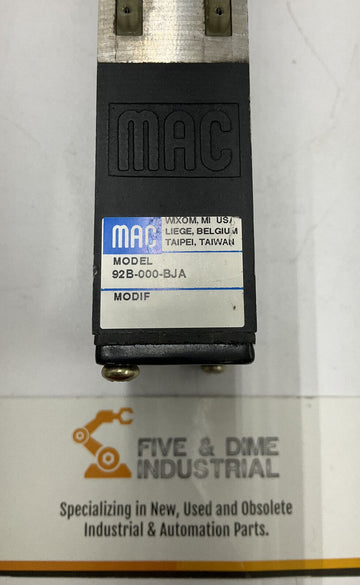 MAC
MAC
WIXOM, MI USA
LIEGE, BELGIUM
TAIPEI, TAIWAN
MODEL
92B-000-BJA
MODIF
FIVE & DIME
INDUSTRIAL
Specializing in New, Used and Obsolete
Industrial & Automation Parts.